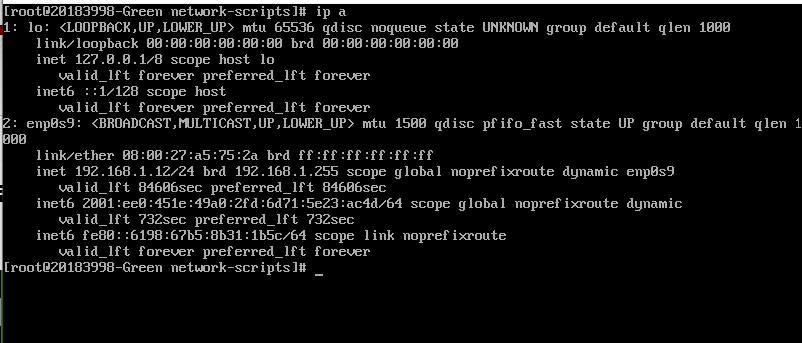 [root@20183998-Green network-scripts]# ip a
1: lo: <LOOPBACK,UP,LOWER_UP> mtu 65536 qdisc noqueue state UNKNOWN group default qlen 1000
    link/loopback 00:00:00:00:00:00 brd 00:00:00:00:00:00
    inet 127.0.0.1/8 scope host lo
       valid_lft forever preferred_lft forever
    inet6 ::1/128 scope host
       valid_lft forever preferred_lft forever
2: enp0s9: <BROADCAST,MULTICAST,UP,LOWER_UP> mtu 1500 qdisc pfifo_fast state UP group default qlen 1
000
    link/ether 08:00:27:a5:75:2a brd ff:ff:ff:ff:ff:ff
    inet 192.168.1.12/24 brd 192.168.1.255 scope global noprefixroute dynamic enp0s9
       valid_lft 84606sec preferred_lft 84606sec
    inet6 2001:ee0:451e:49a0:2fd:6d71:5e23:ac4d/64 scope global noprefixroute dynamic
       valid_lft 732sec preferred_lft 732sec
    inet6 fe80::6198:67b5:8b31:1b5c/64 scope link noprefixroute
       valid_lft forever preferred_lft forever
[root@20183998-Green network-scripts]# _